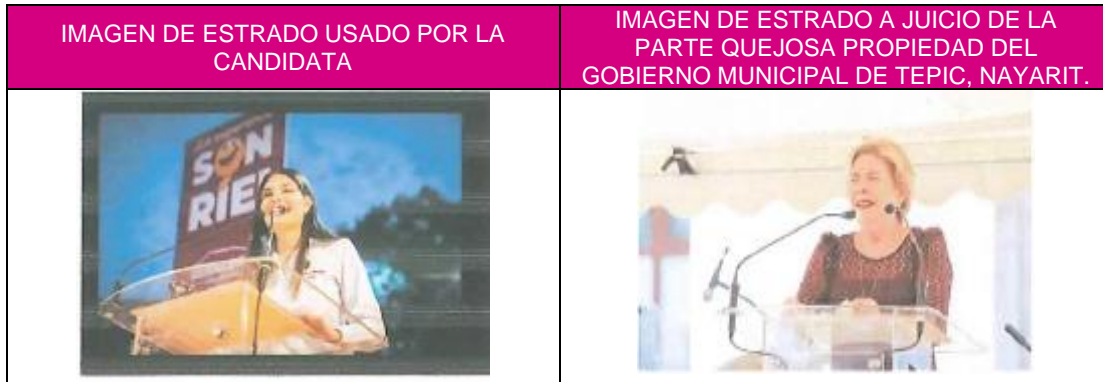 IMAGEN DE ESTRADO USADO POR LA
CANDIDATA
IMAGEN DE ESTRADO A JUICIO DE LA
PARTE QUEJOSA PROPIEDAD DEL
GOBIERNO MUNICIPAL DE TEPIC, NAYARIT.
SON
RIE